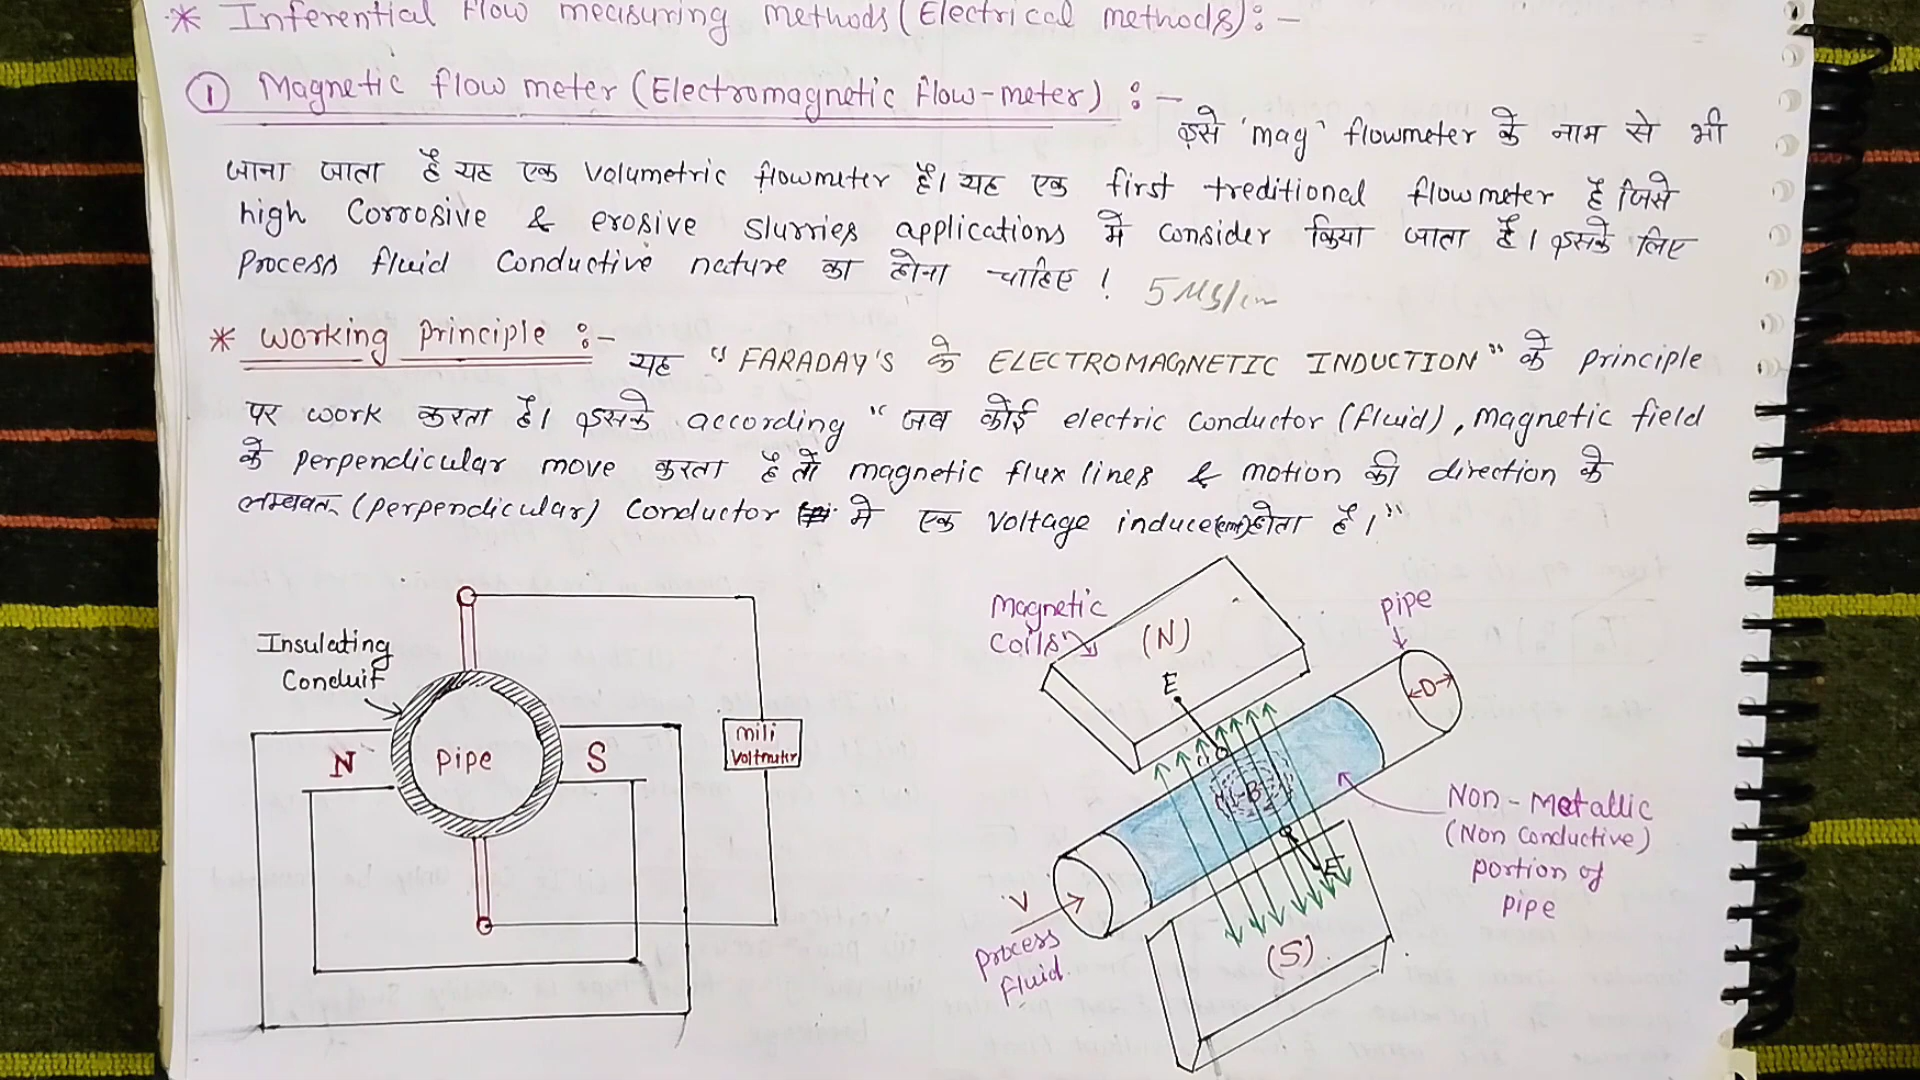 * Inferential Flow measuring methods (Electrical methods):-
① Magnetic flow meter (Electromagnetic flow-meter) :-
इसे 'mag' flowmeter के नाम से भी
जाना जाता है यह एक volumetric flowmeter है। यह एक first treditional flowmeter है जिसे
high Corrosive & erosive slurries applications मे consider किया जाता है। इसके लिए
Process fluid Conductive nature का होना चाहिए ! 5 μS/cm
* Working Principle :-
यह "FARADAY'S के ELECTROMAGNETIC INDUCTION" के principle
पर work करता है। इसके according "जब कोई electric conductor (fluid), magnetic field
के perpendicular move करता है तो magnetic flux lines & motion की direction के
लम्बवत (perpendicular) conductor मे एक voltage induce(emf)होता है।"
Insulating
Conduit
N
pipe
S
mili
voltmeter
Magnetic
Coils
(N)
pipe
E
D
B
E
Non-Metallic
(Non Conductive)
portion of
pipe
V
process
fluid
(S)